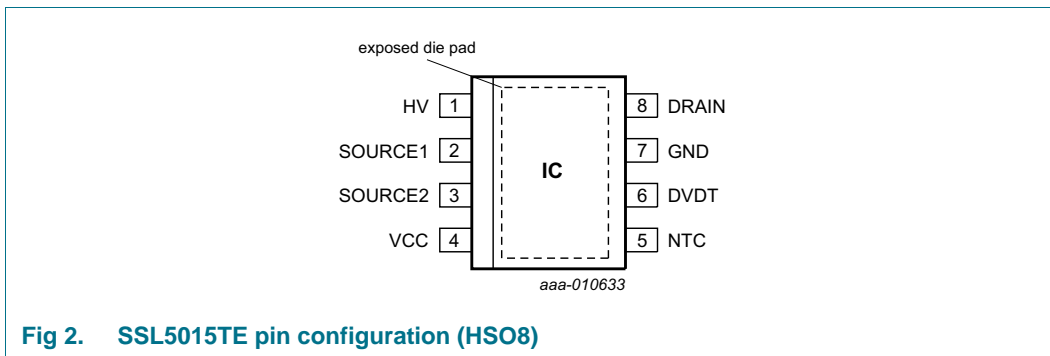 exposed die pad
HV 1 8 DRAIN
SOURCE1 2 7 GND
IC
SOURCE2 3 6 DVDT
VCC 4 5 NTC
aaa-010633
Fig 2. SSL5015TE pin configuration (HSO8)